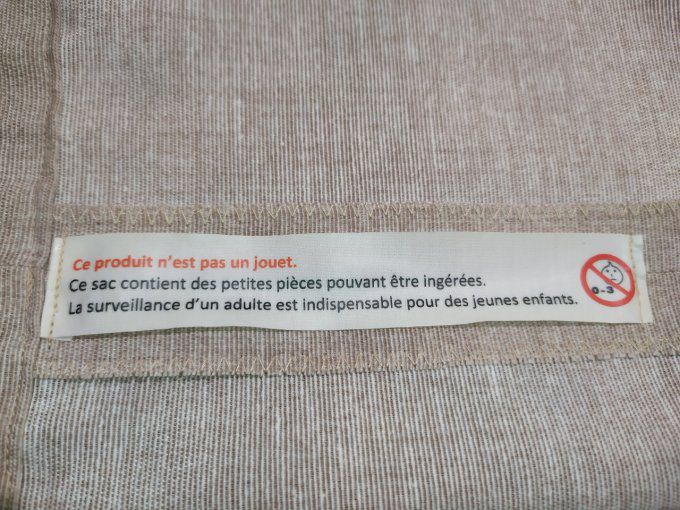 Ce produit n'est pas un jouet.
Ce sac contient des petites pièces pouvant être ingérées.
La surveillance d'un adulte est indispensable pour des jeunes enfants.
0-3